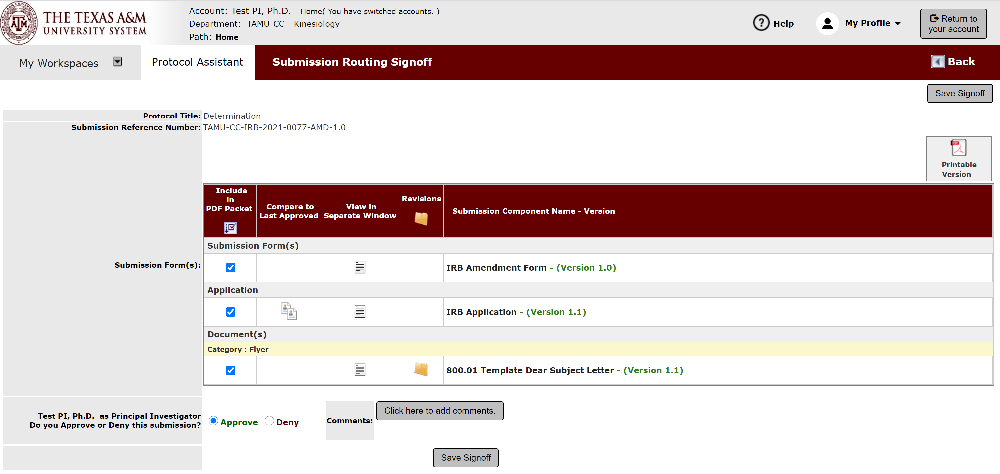 THE TEXAS A&M
UNIVERSITY SYSTEM
Account: Test PI, Ph.D. Home( You have switched accounts. )
Department: TAMU-CC - Kinesiology
Path: Home
Help
My Profile
Return to
your account
My Workspaces
Protocol Assistant
Submission Routing Signoff
Back
Save Signoff
Protocol Title: Determination
Submission Reference Number: TAMU-CC-IRB-2021-0077-AMD-1.0
Printable
Version
Submission Form(s):
Include
in
PDF Packet
Compare to
Last Approved
View in
Separate Window
Revisions
Submission Component Name - Version
Submission Form(s)
IRB Amendment Form - (Version 1.0)
Application
IRB Application - (Version 1.1)
Document(s)
Category : Flyer
800.01 Template Dear Subject Letter - (Version 1.1)
Test PI, Ph.D. as Principal Investigator
Do you Approve or Deny this submission?
Approve
Deny
Comments:
Click here to add comments.
Save Signoff